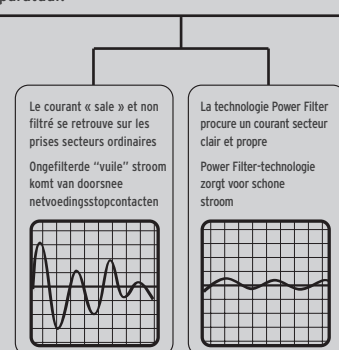 Le courant « sale » et non
filtré se retrouve sur les
prises secteurs ordinaires
Ongefilterde “vuile” stroom
komt van doorsnee
netvoedingsstopcontacten
La technologie Power Filter
procure un courant secteur
clair et propre
Power Filter-technologie
zorgt voor schone
stroom